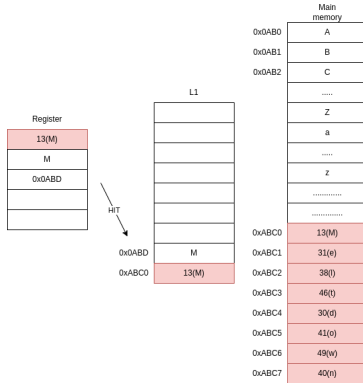 Register
13(M)
M
0x0ABD
HIT
L1
0x0ABD
M
0xABC0
13(M)
Main
memory
0x0AB0
A
0x0AB1
B
0x0AB2
C
.....
Z
a
.....
z
.............
.............
0xABC0
13(M)
0xABC1
31(e)
0xABC2
38(l)
0xABC3
46(t)
0xABC4
30(d)
0xABC5
41(o)
0xABC6
49(w)
0xABC7
40(n)